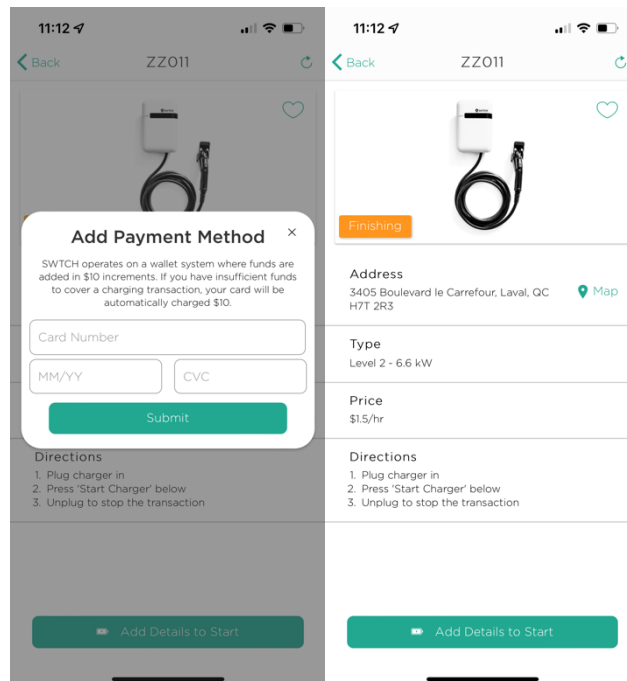 11:12
Back
ZZ011
Add Payment Method
SWTCH operates on a wallet system where funds are
added in $10 increments. If you have insufficient funds
to cover a charging transaction, your card will be
automatically charged $10.
Card Number
MM/YY
CVC
Submit
Directions
1. Plug charger in
2. Press 'Start Charger' below
3. Unplug to stop the transaction
Add Details to Start
11:12
Back
ZZ011
Finishing
Address
3405 Boulevard le Carrefour, Laval, QC
H7T 2R3
Map
Type
Level 2 - 6.6 kW
Price
$1.5/hr
Directions
1. Plug charger in
2. Press 'Start Charger' below
3. Unplug to stop the transaction
Add Details to Start